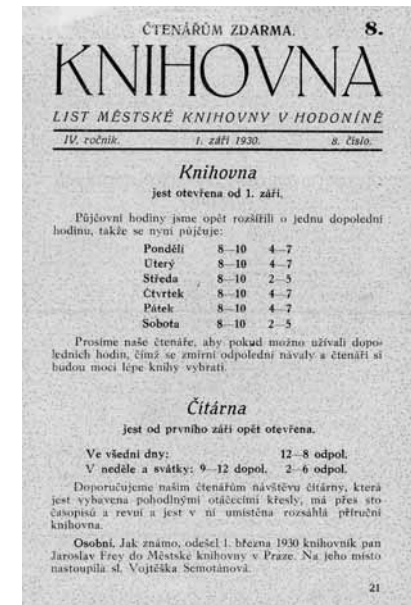 ČTENÁŘŮM ZDARMA. 8.
KNIHOVNA
LIST MĚSTSKÉ KNIHOVNY V HODONÍNĚ
IV. ročník. 1. září 1930. 8. číslo.
Knihovna
jest otevřena od 1. září.
Půjčovní hodiny jsme opět rozšířili o jednu dopolední
hodinu, takže se nyní půjčuje:
Pondělí 8—10 4—7
Úterý 8—10 4—7
Středa 8—10 2—5
Čtvrtek 8—10 4—7
Pátek 8—10 4—7
Sobota 8—10 2—5
Prosíme naše čtenáře, aby pokud možno užívali dopo-
ledních hodin, čímž se zmírní odpolední návaly a čtenáři si
budou moci lépe knihy vybrati.
Čítárna
jest od prvního září opět otevřena.
Ve všední dny: 12—8 odpol.
V neděle a svátky: 9—12 dopol. 2—6 odpol.
Doporučujeme našim čtenářům návštěvu čítárny, která
jest vybavena pohodlnými otáčecími křesly, má přes sto
časopisů a revuí a jest v ní umístěna rozsáhlá příruční
knihovna.
Osobní. Jak známo, odešel 1. března 1930 knihovník pan
Jaroslav Frey do Městské knihovny v Praze. Na jeho místo
nastoupila sl. Vojtěška Semotánová.
21